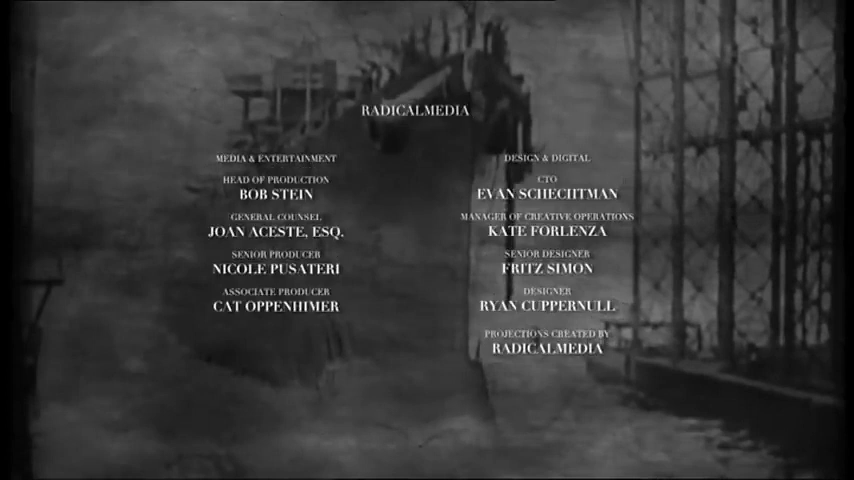 RADICALMEDIA
MEDIA & ENTERTAINMENT
HEAD OF PRODUCTION
BOB STEIN
GENERAL COUNSEL
JOAN ACESTE, ESQ.
SENIOR PRODUCER
NICOLE PUSATERI
ASSOCIATE PRODUCER
CAT OPPENHIMER
DESIGN & DIGITAL
CTO
EVAN SCHECHTMAN
MANAGER OF CREATIVE OPERATIONS
KATE FORLENZA
SENIOR DESIGNER
FRITZ SIMON
DESIGNER
RYAN CUPPERNULL
PROJECTIONS CREATED BY
RADICALMEDIA